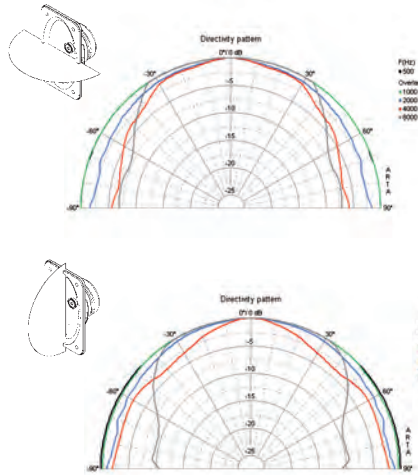 Directivity pattern
0°/0 dB
F(Hz)
500
-30° 30°
-5
Overla
1000
2000
4000
8000
-10
-60° 60°
-15
-20
-25
-90° 90°
A
R
T
A
Directivity pattern
0°/0 dB
-30° 30°
-5
-10
-60° 60°
-15
-20
-25
-90° 90°
A
R
T
A